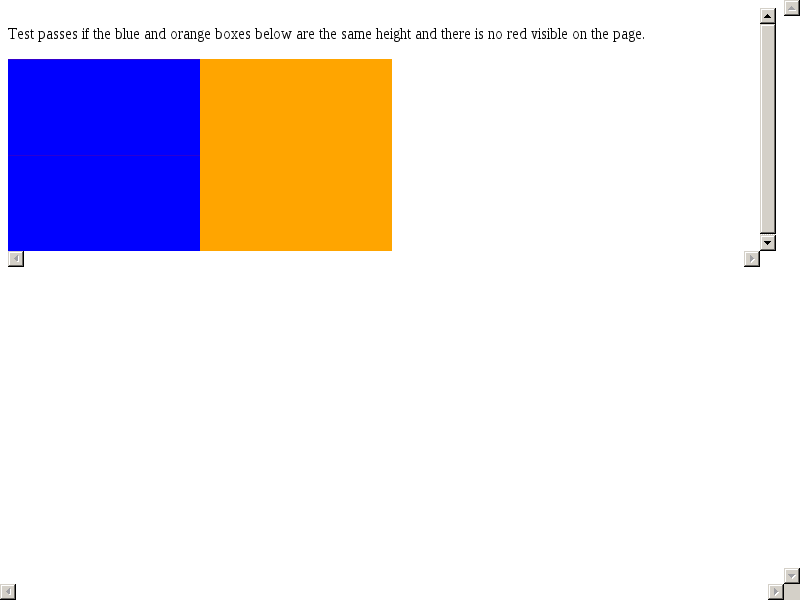 Test passes if the blue and orange boxes below are the same height and there is no red visible on the page.